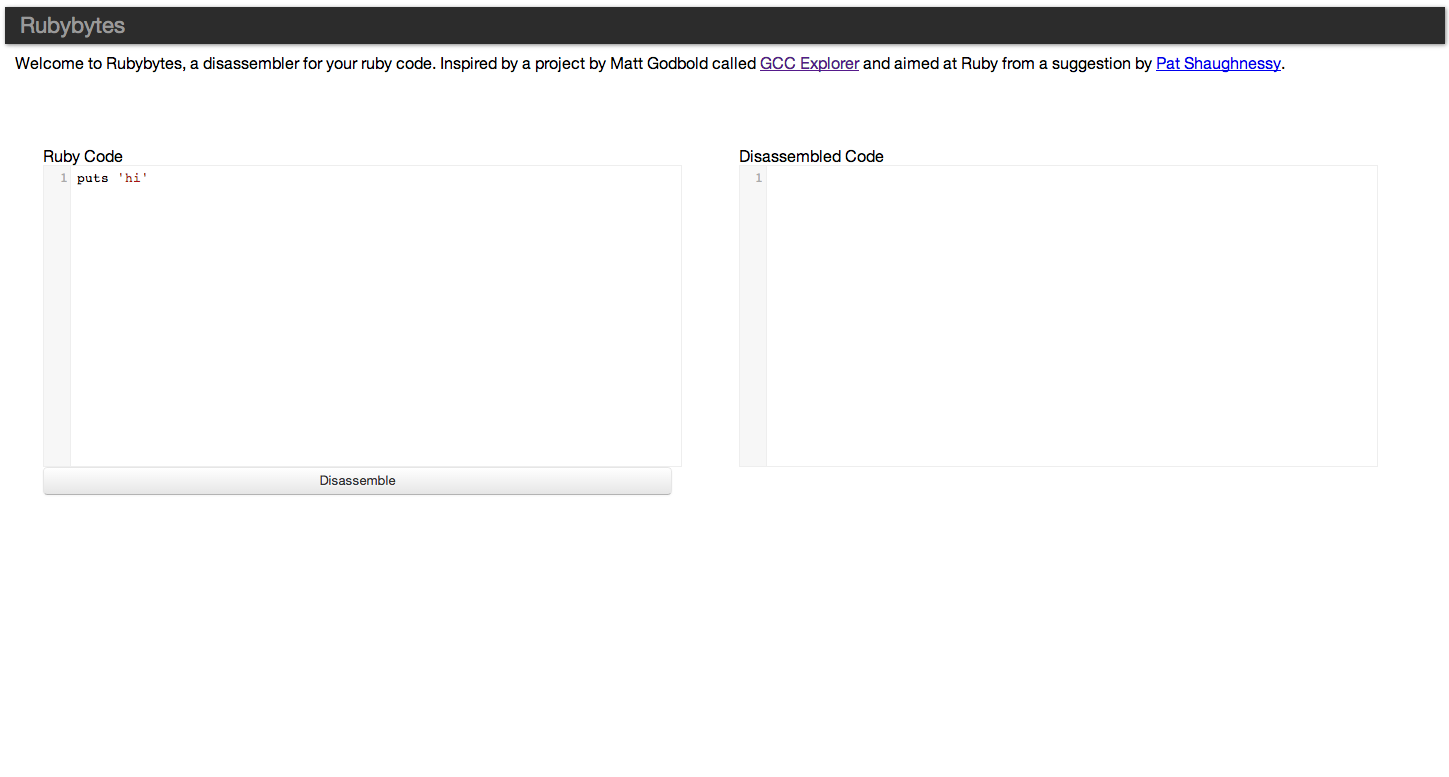 Rubybytes
Welcome to Rubybytes, a disassembler for your ruby code. Inspired by a project by Matt Godbold called GCC Explorer and aimed at Ruby from a suggestion by Pat Shaughnessy.
Ruby Code
1 puts 'hi'
Disassemble
Disassembled Code
1